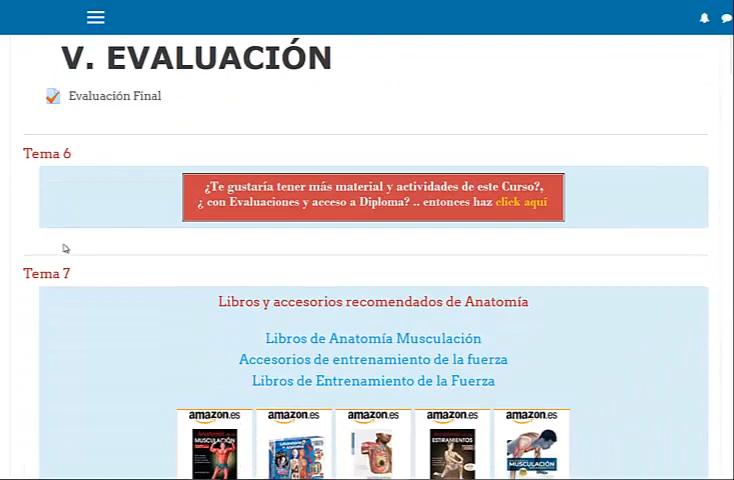 V. EVALUACIÓN
Evaluación Final
Tema 6
¿Te gustaría tener más material y actividades de este Curso?,
¿ con Evaluaciones y acceso a Diploma? .. entonces haz click aquí
Tema 7
Libros y accesorios recomendados de Anatomía
Libros de Anatomía Musculación
Accesorios de entrenamiento de la fuerza
Libros de Entrenamiento de la Fuerza
amazon.es amazon.es amazon.es amazon.es amazon.es
MUSCULACIÓN
ESTIRAMIENTOS
MUSCULACIÓN